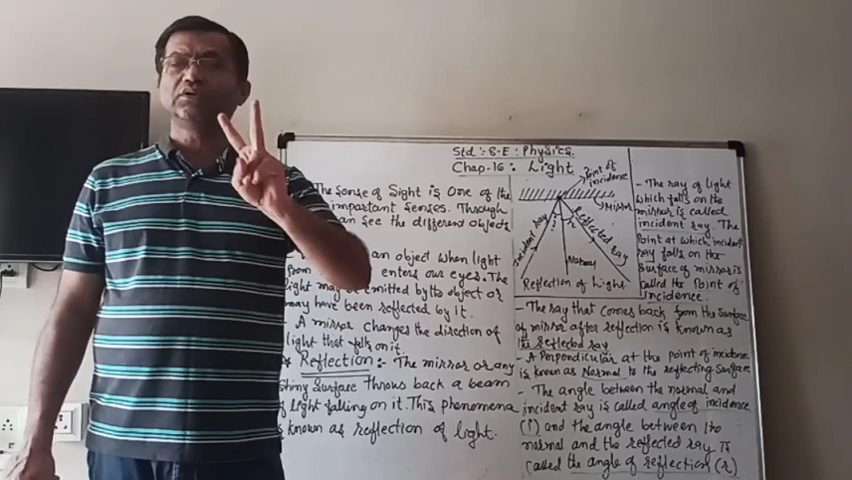 Std :- 8-E : Physics.
Chap-16 : Light
The sense of Sight is One of the
important senses. Through
an see the different objects
an object when light
from enters our eyes. The
light may be emitted by the object or
may have been reflected by it.
- A mirror changes the direction of
light that falls on it.
* Reflection :- The mirror or any
shiny Surface Throws back a beam
of light falling on it. This phenomena
is known as reflection of light.
Point of
incidence
Mirror
Incident Ray
i
r
Reflected Ray
Normal
Reflection of Light
- The ray of light
which falls on the
mirror is called
incident ray. The
Point at which incident
ray falls on the
surface of mirror is
called the Point of
incidence.
- The ray that comes back from the surface
of mirror after reflection is known as
the reflected ray
- A Perpendicular at the point of incidence
is known as Normal to the reflecting surface
- The angle between the normal and
incident ray is called angle of incidence
(i) and the angle between the
normal and the reflected ray is
called the angle of reflection (r)